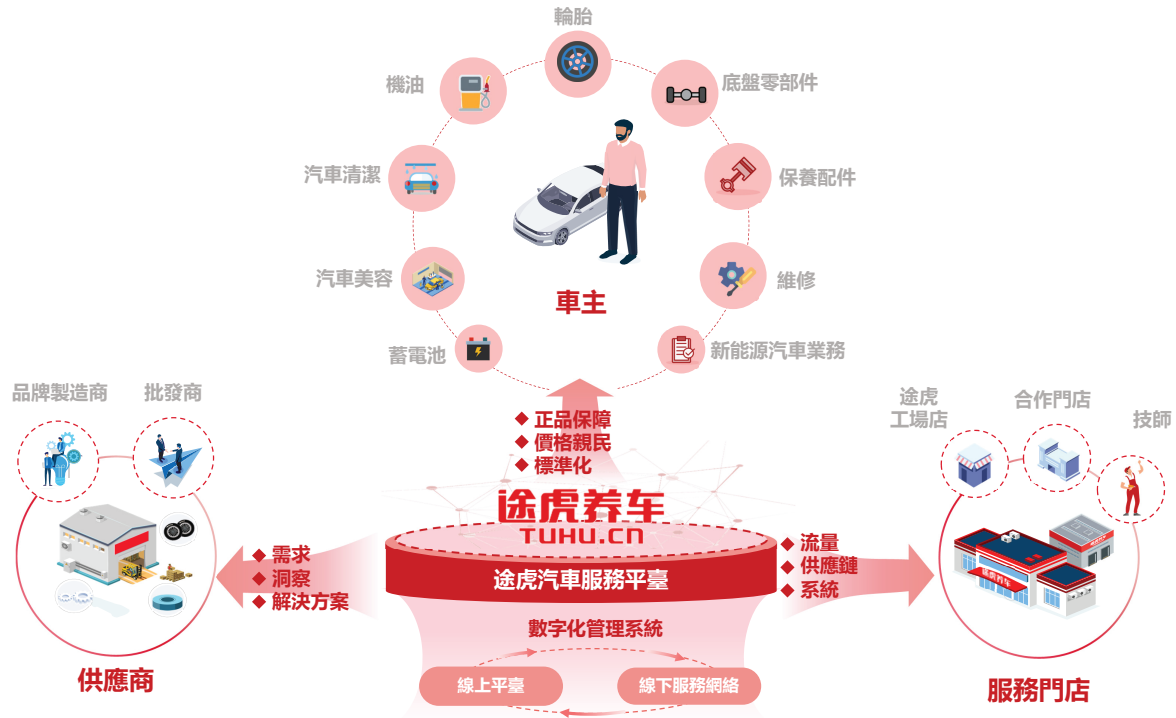 輪胎
機油
底盤零部件
汽車清潔
保養配件
汽車美容
維修
車主
蓄電池
新能源汽車業務
品牌製造商
批發商
途虎
工場店
合作門店
技師
◆ 正品保障
◆ 價格親民
◆ 標準化
途虎养车
TUHU.CN
途虎汽車服務平臺
◆ 需求
◆ 洞察
◆ 解決方案
◆ 流量
◆ 供應鏈
◆ 系統
途虎养车
數字化管理系統
線上平臺
線下服務網絡
供應商
服務門店